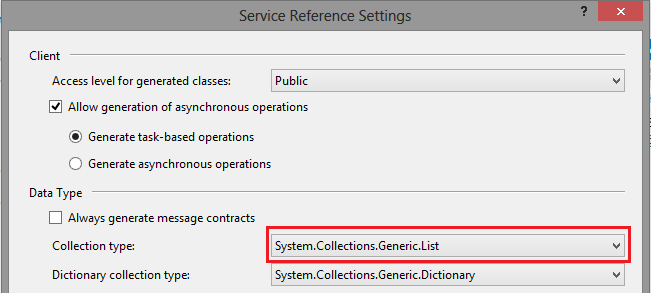 Service Reference Settings
? x
Client
Access level for generated classes: Public
Allow generation of asynchronous operations
Generate task-based operations
Generate asynchronous operations
Data Type
Always generate message contracts
Collection type: System.Collections.Generic.List
Dictionary collection type: System.Collections.Generic.Dictionary